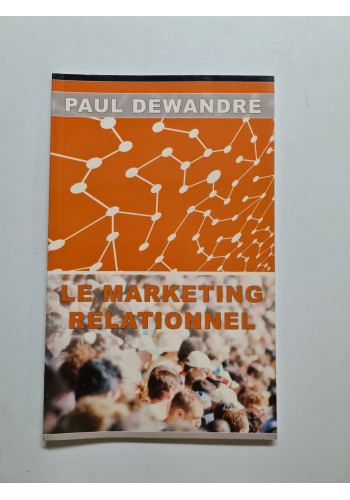 PAUL DEWANDRE
LE MARKETING
RELATIONNEL